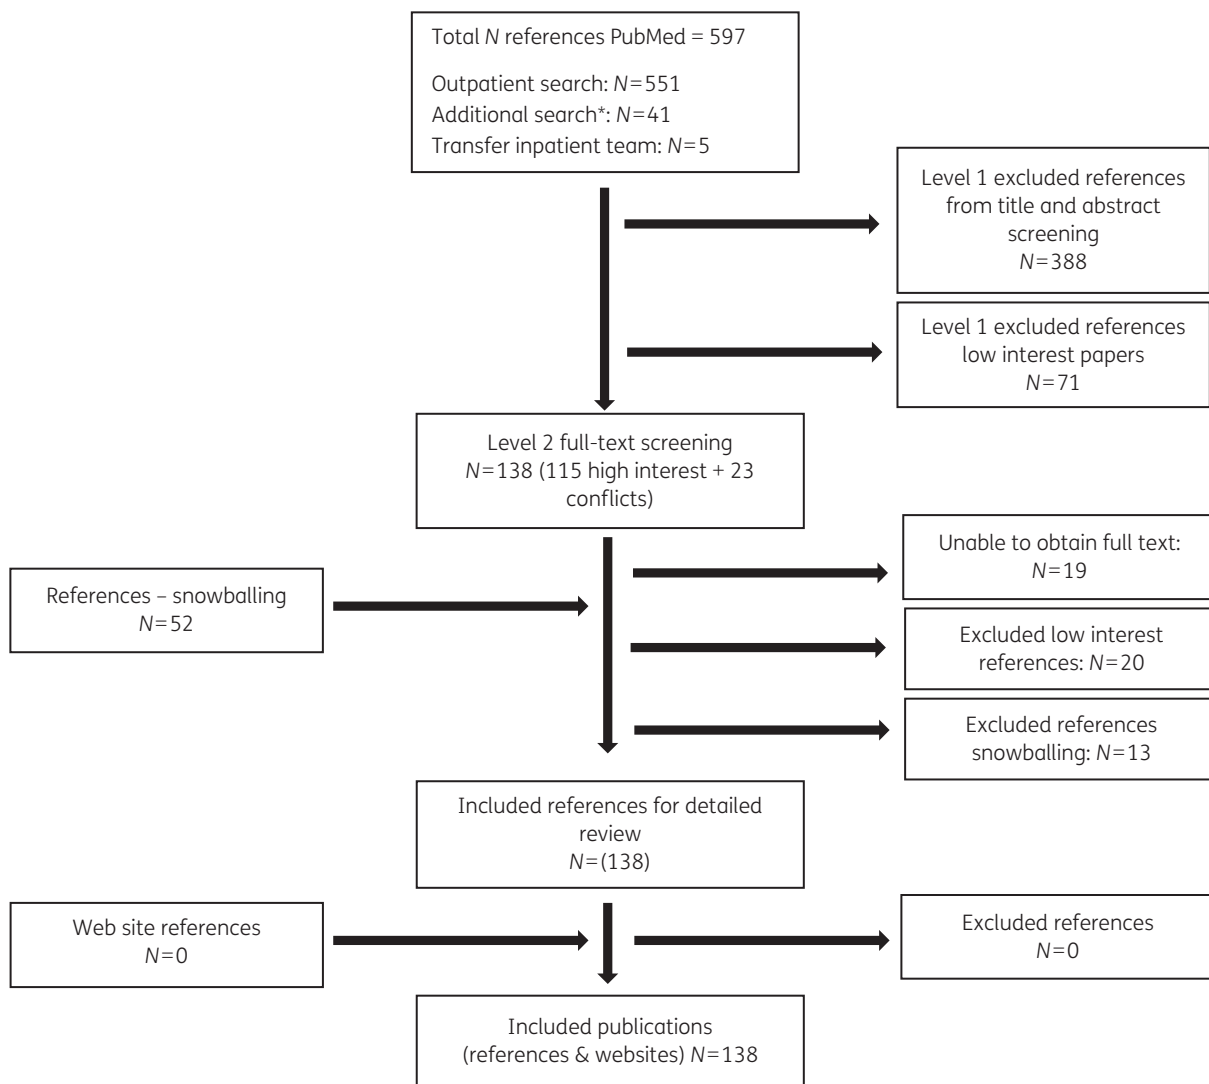 Total N references PubMed = 597
Outpatient search: N=551
Additional search*: N=41
Transfer inpatient team: N=5
Level 1 excluded references
from title and abstract
screening
N=388
Level 1 excluded references
low interest papers
N=71
Level 2 full-text screening
N=138 (115 high interest + 23
conflicts)
Unable to obtain full text:
N=19
References – snowballing
N=52
Excluded low interest
references: N=20
Excluded references
snowballing: N=13
Included references for detailed
review
N=(138)
Web site references
N=0
Excluded references
N=0
Included publications
(references & websites) N=138